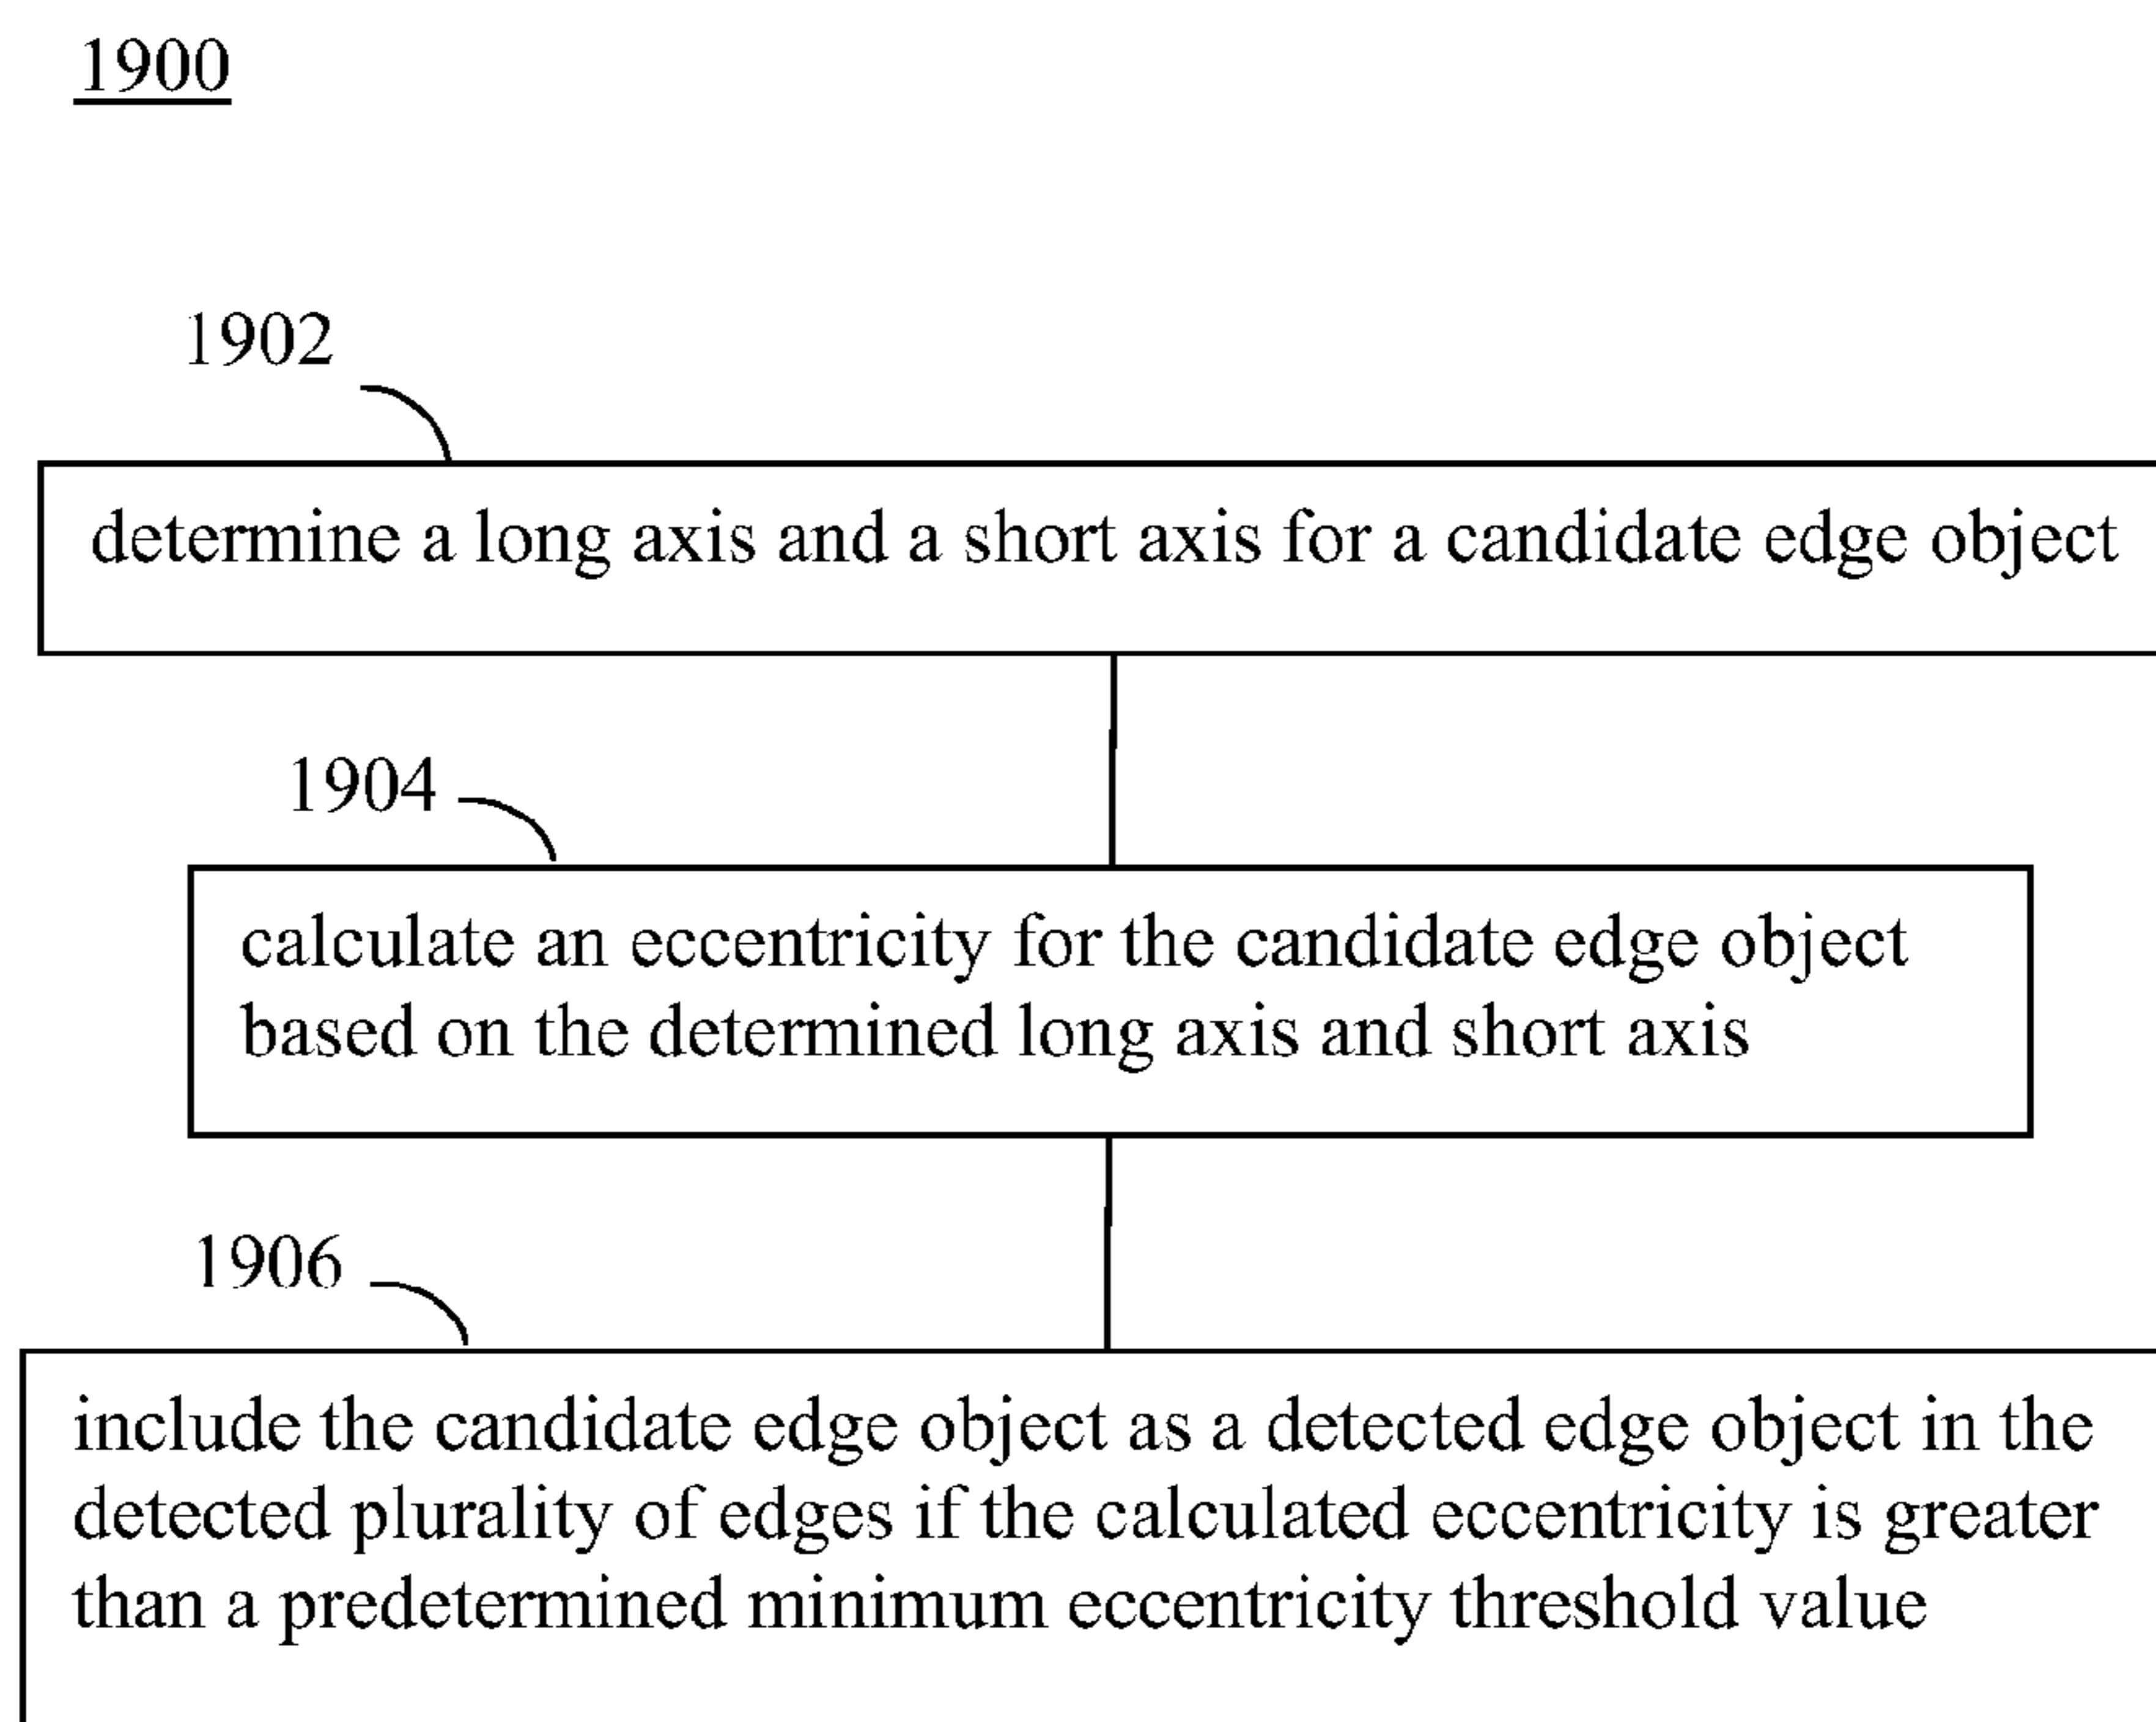 1900
1902
determine a long axis and a short axis for a candidate edge object
1904
calculate an eccentricity for the candidate edge object
based on the determined long axis and short axis
1906
include the candidate edge object as a detected edge object in the
detected plurality of edges if the calculated eccentricity is greater
than a predetermined minimum eccentricity threshold value